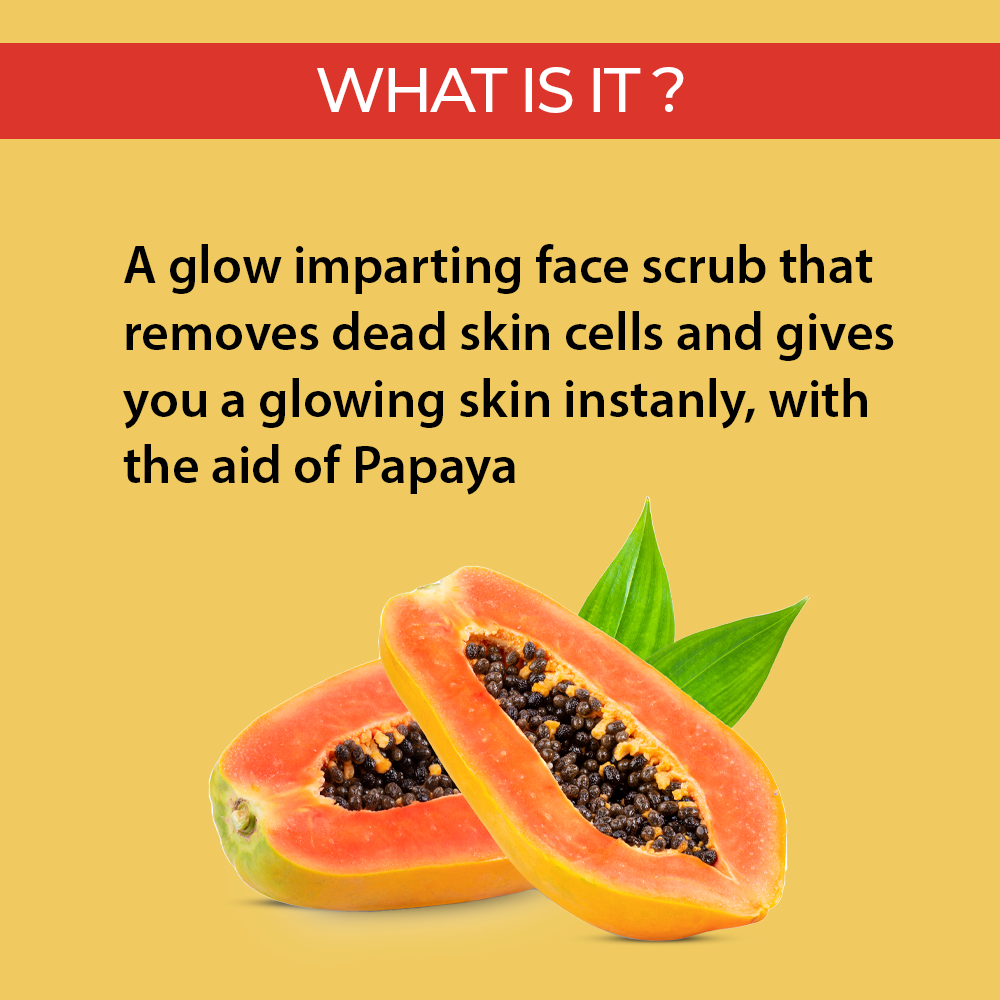 WHAT IS IT ?
A glow imparting face scrub that
removes dead skin cells and gives
you a glowing skin instanly, with
the aid of Papaya